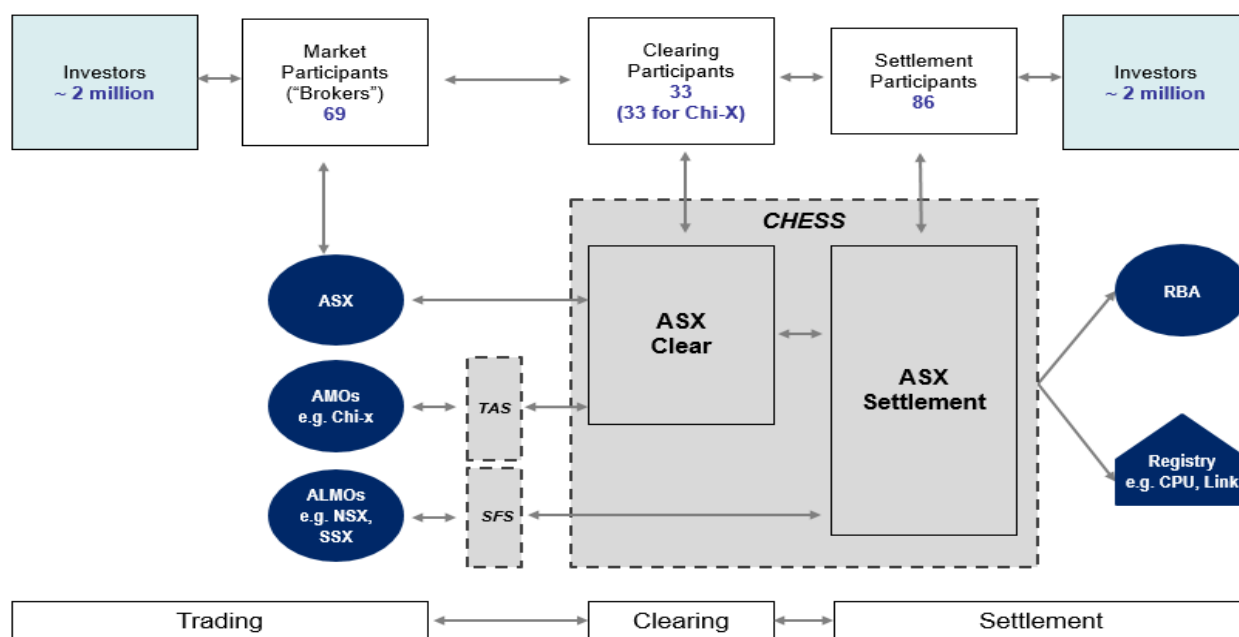 Investors
~ 2 million
Market
Participants
("Brokers")
69
Clearing
Participants
33
(33 for Chi-X)
Settlement
Participants
86
Investors
~ 2 million
CHESS
ASX
ASX
Clear
ASX
Settlement
RBA
AMOs
e.g. Chi-x
TAS
ALMOs
e.g. NSX,
SSX
SFS
Registry
e.g. CPU, Link
Trading
Clearing
Settlement